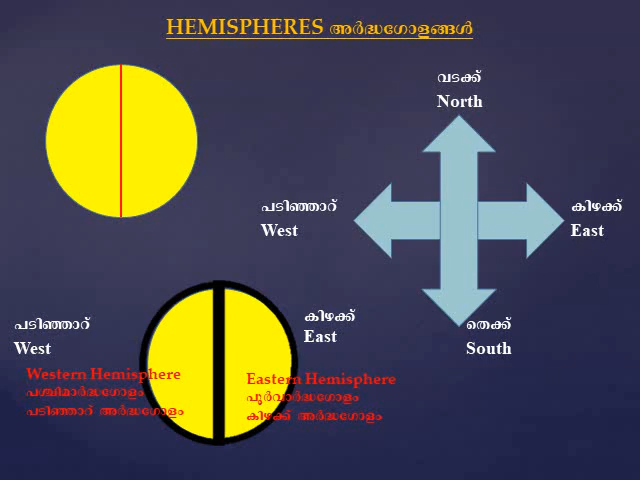 HEMISPHERES അർദ്ധഗോളങ്ങൾ
വടക്ക്
North
പടിഞ്ഞാറ്
West
കിഴക്ക്
East
തെക്ക്
South
പടിഞ്ഞാറ്
West
കിഴക്ക്
East
Western Hemisphere
പശ്ചിമാർദ്ധഗോളം
പടിഞ്ഞാറ് അർദ്ധഗോളം
Eastern Hemisphere
പൂർവാർദ്ധഗോളം
കിഴക്ക് അർദ്ധഗോളം